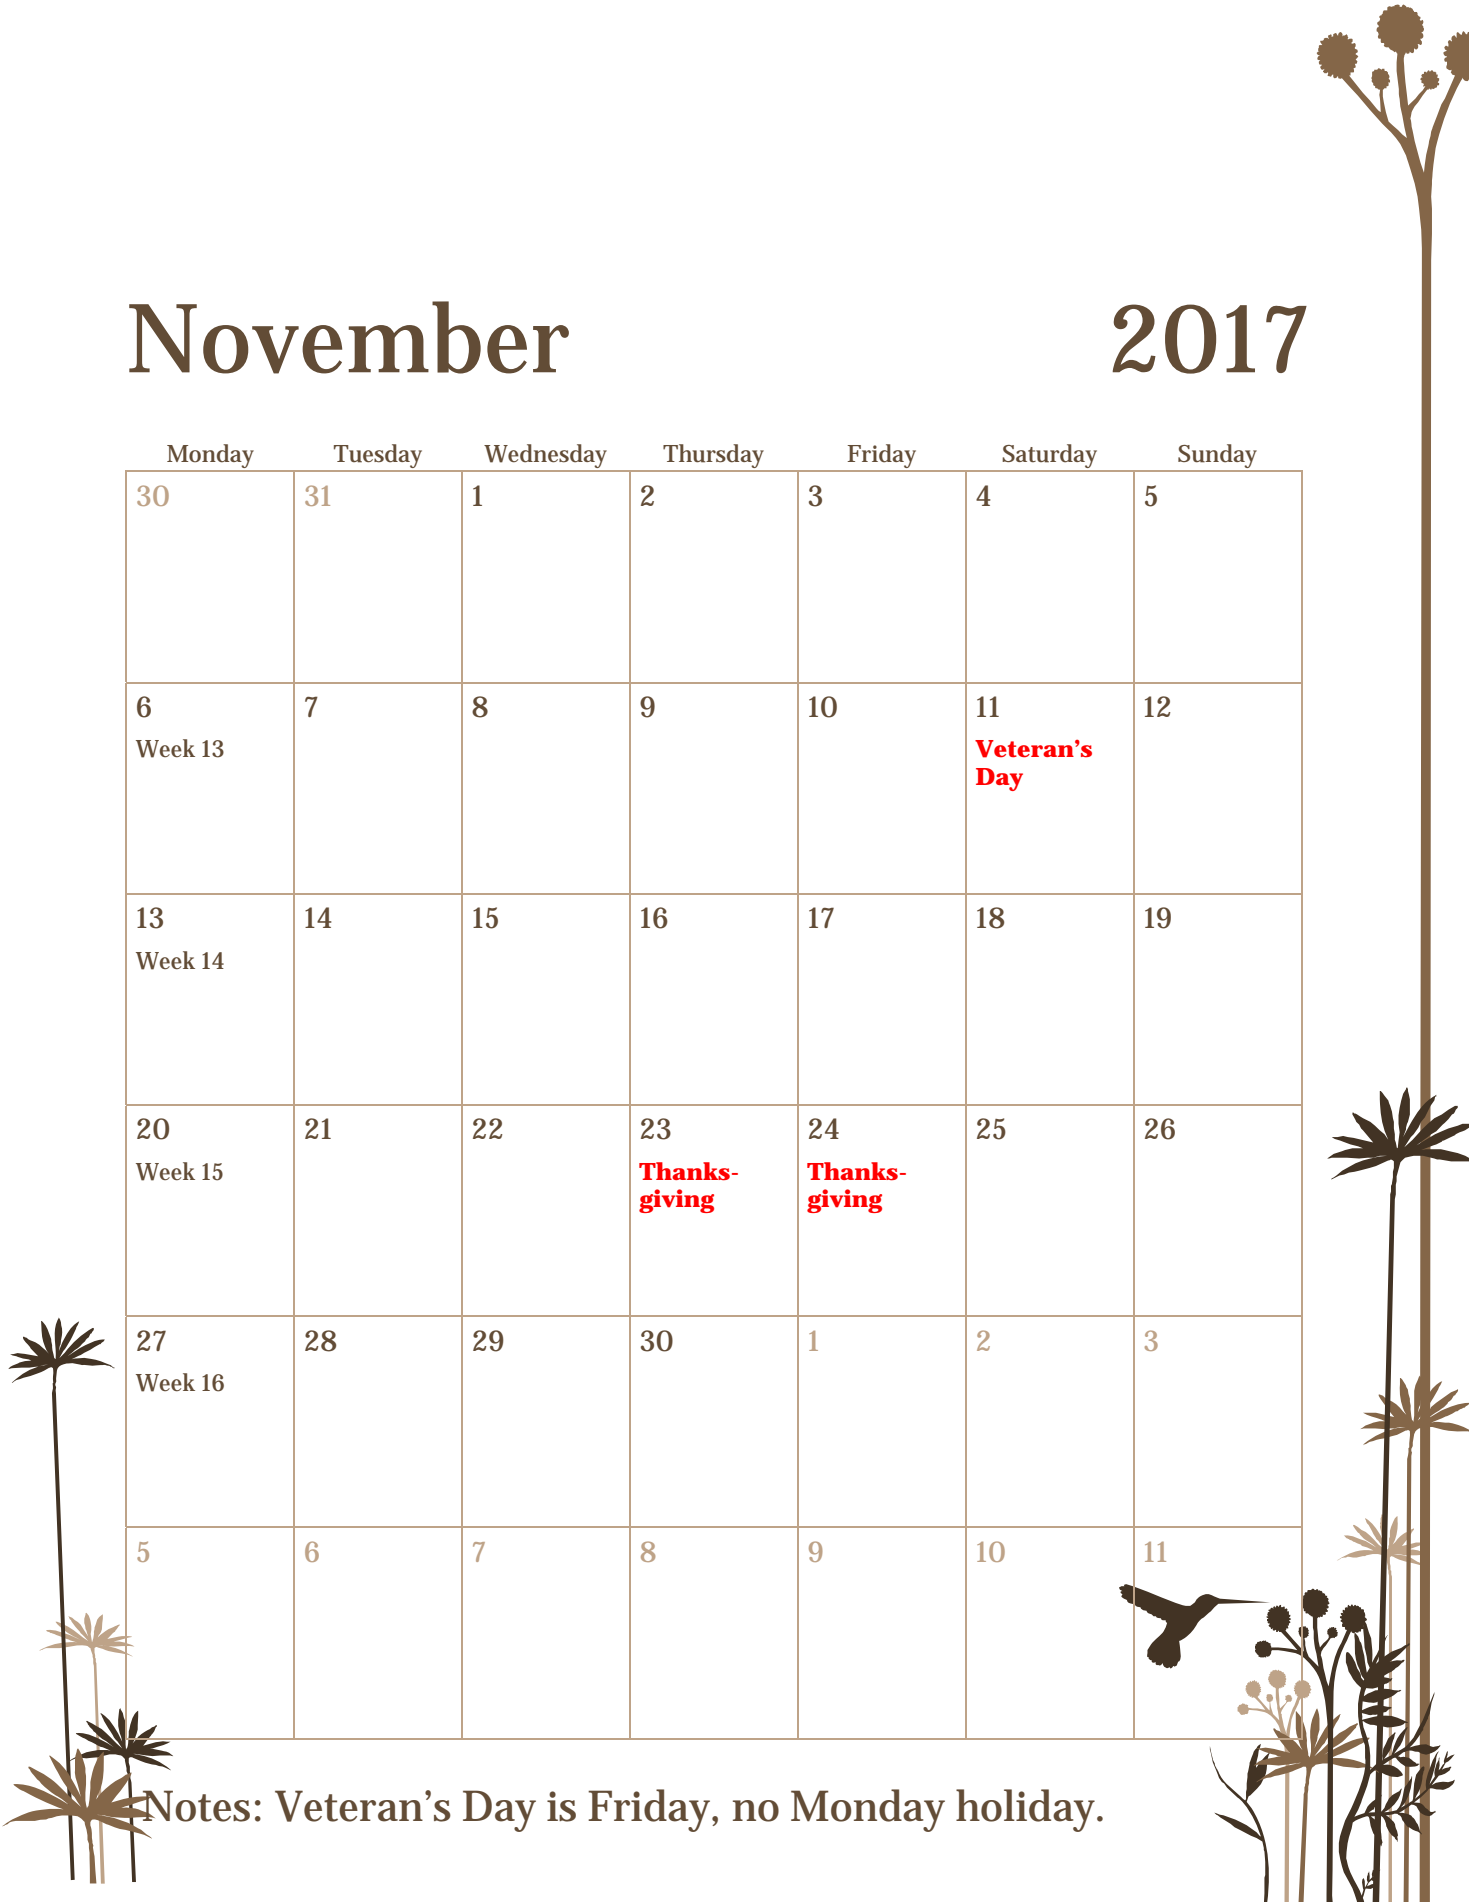 November 2017
Monday Tuesday Wednesday Thursday Friday Saturday Sunday
30 31 1 2 3 4 5
6 7 8 9 10 11 12
Week 13 Veteran’s
Day
13 14 15 16 17 18 19
Week 14
20 21 22 23 24 25 26
Week 15 Thanks- Thanks-
giving giving
27 28 29 30 1 2 3
Week 16
5 6 7 8 9 10 11
Notes: Veteran’s Day is Friday, no Monday holiday.